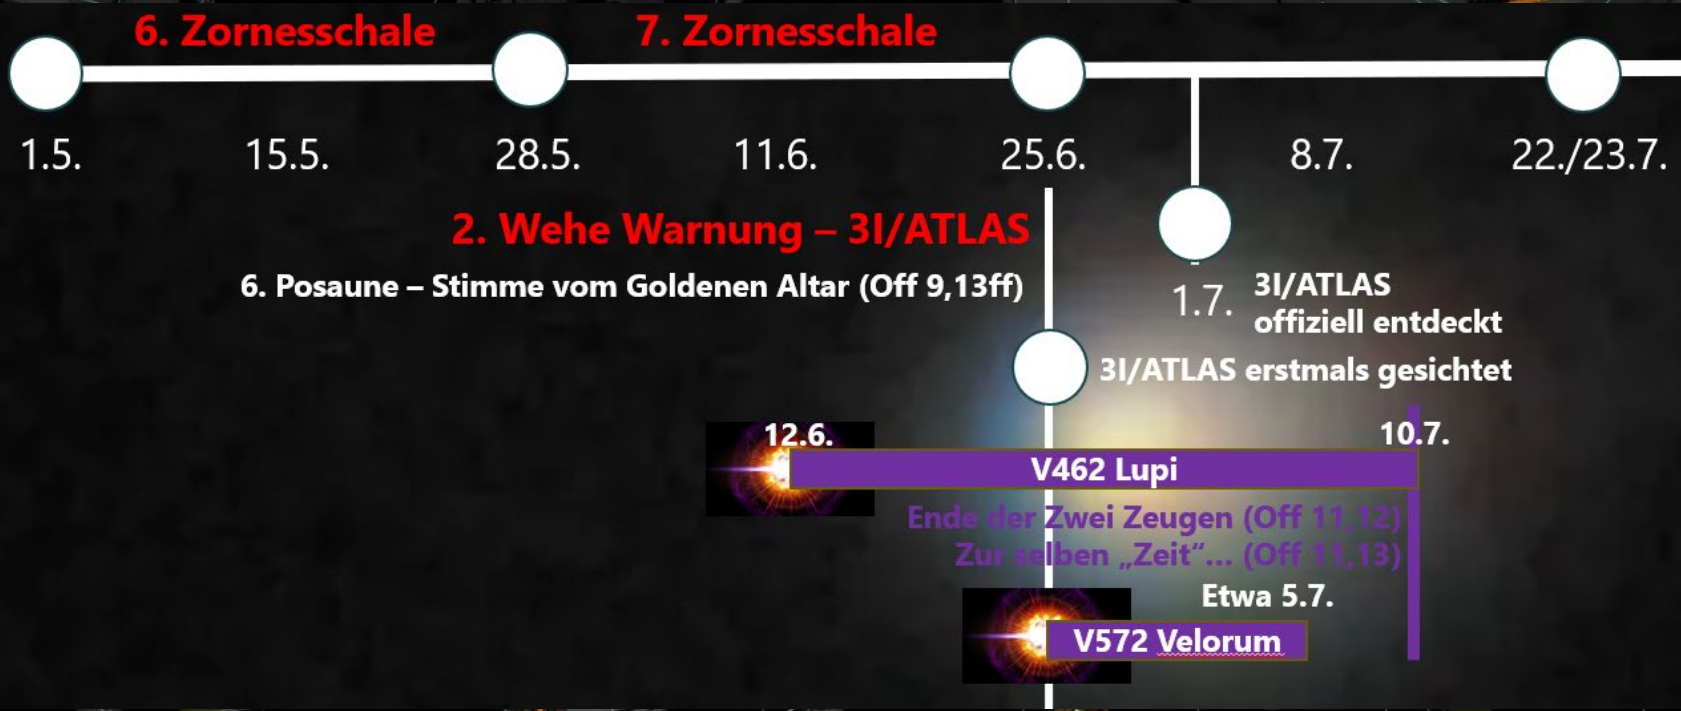 6. Zornesschale
7. Zornesschale
1.5.
15.5.
28.5.
11.6.
25.6.
8.7.
22./23.7.
2. Wehe Warnung – 3I/ATLAS
6. Posaune – Stimme vom Goldenen Altar (Off 9,13ff)
1.7.
3I/ATLAS
offiziell entdeckt
3I/ATLAS erstmals gesichtet
12.6.
10.7.
V462 Lupi
Ende der Zwei Zeugen (Off 11,12)
Zur selben „Zeit“... (Off 11,13)
Etwa 5.7.
V572 Velorum